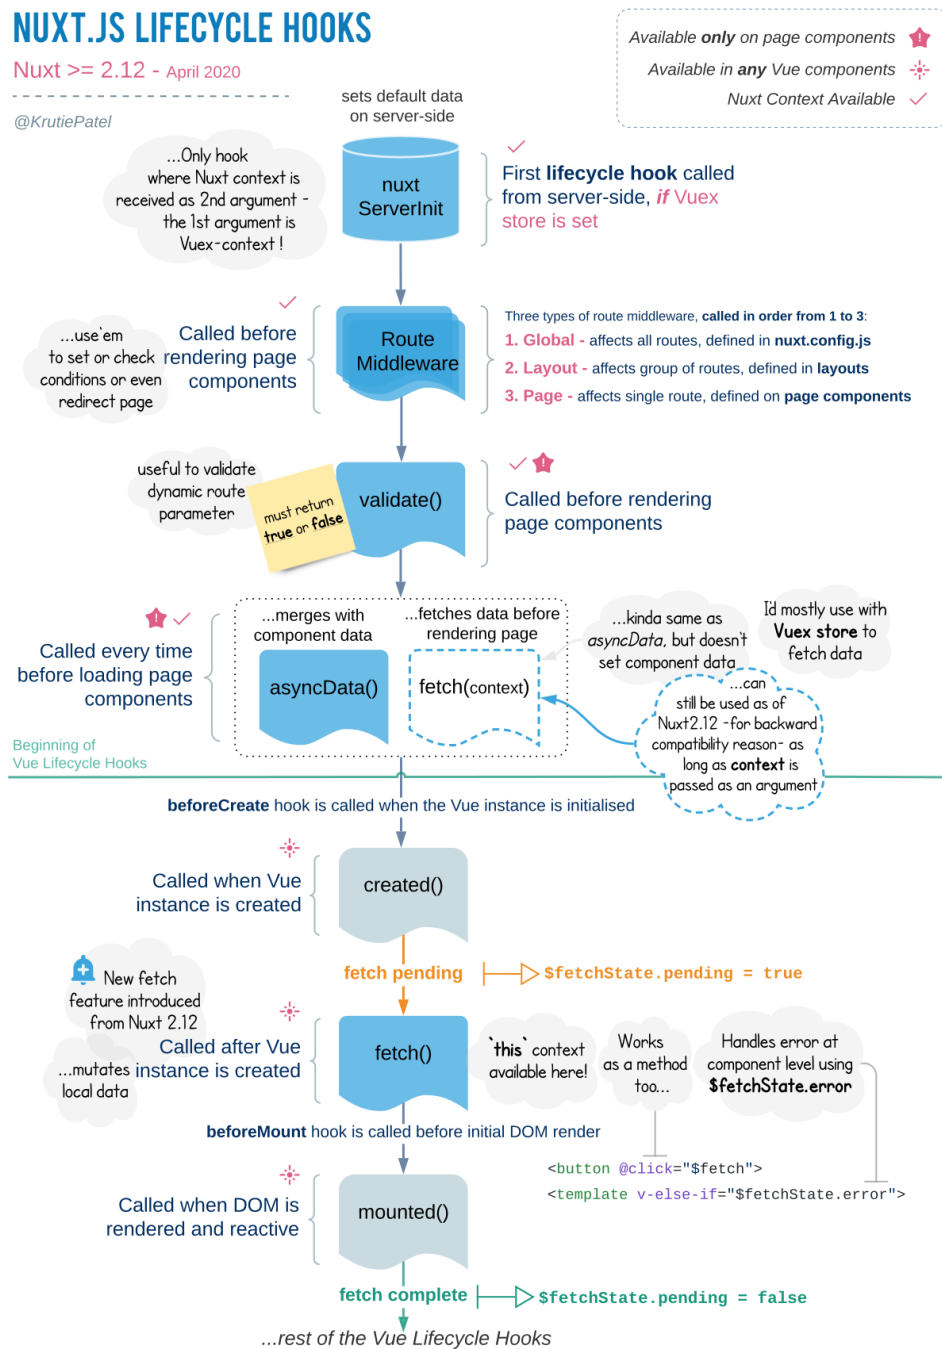 NUXT.JS LIFECYCLE HOOKS
Nuxt >= 2.12 - April 2020
@KrutiePatel
Available only on page components
Available in any Vue components
Nuxt Context Available
sets default data
on server-side
...Only hook
where Nuxt context is
received as 2nd argument -
the 1st argument is
Vuex-context !
nuxt
ServerInit
First lifecycle hook called
from server-side, if Vuex
store is set
...use'em
to set or check
conditions or even
redirect page
Called before
rendering page
components
Route
Middleware
Three types of route middleware, called in order from 1 to 3:
1. Global - affects all routes, defined in nuxt.config.js
2. Layout - affects group of routes, defined in layouts
3. Page - affects single route, defined on page components
useful to validate
dynamic route
parameter
must return
true or false
validate()
Called before rendering
page components
Called every time
before loading page
components
...merges with
component data
asyncData()
...fetches data before
rendering page
fetch(context)
...kinda same as
asyncData, but doesn't
set component data
I'd mostly use with
Vuex store to
fetch data
...can
still be used as of
Nuxt2.12 -for backward
compatibility reason- as
long as context is
passed as an argument
Beginning of
Vue Lifecycle Hooks
beforeCreate hook is called when the Vue instance is initialised
Called when Vue
instance is created
created()
fetch pending
$fetchState.pending = true
New fetch
feature introduced
from Nuxt 2.12
...mutates
local data
Called after Vue
instance is created
fetch()
`this` context
available here!
Works
as a method
too...
Handles error at
component level using
$fetchState.error
beforeMount hook is called before initial DOM render
<button @click="$fetch">
<template v-else-if="$fetchState.error">
Called when DOM is
rendered and reactive
mounted()
fetch complete
$fetchState.pending = false
...rest of the Vue Lifecycle Hooks